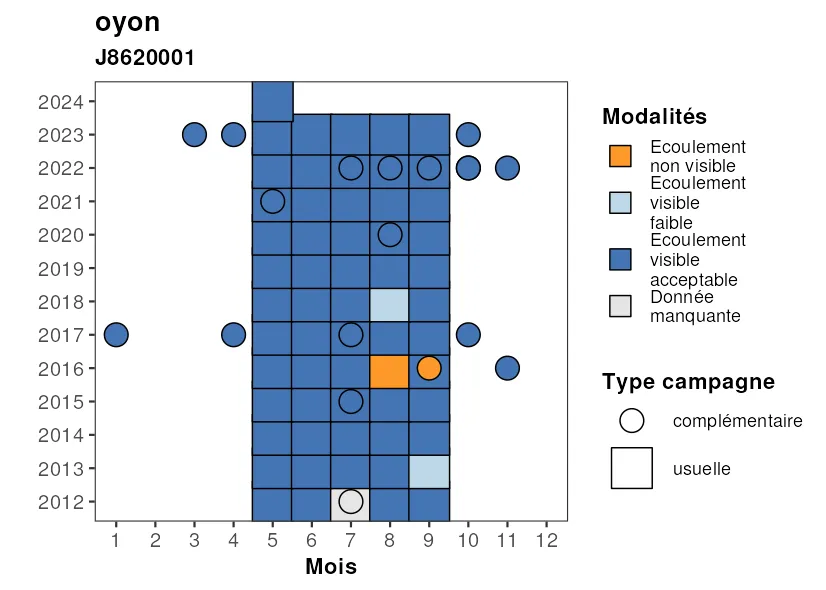 oyon
J8620001
2024
2023
2022
2021
2020
2019
2018
2017
2016
2015
2014
2013
2012
1 2 3 4 5 6 7 8 9 10 11 12
Mois
Modalités
Ecoulement
non visible
Ecoulement
visible
faible
Ecoulement
visible
acceptable
Donnée
manquante
Type campagne
complémentaire
usuelle